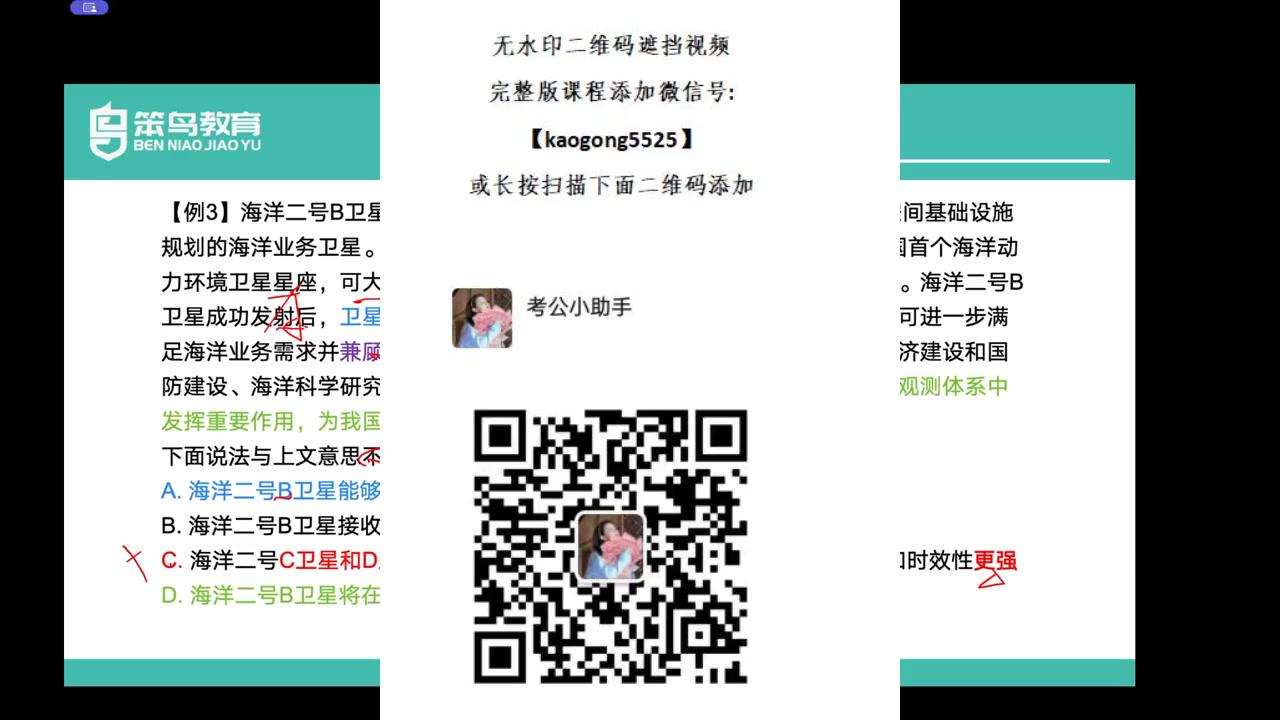 笨鸟教育
BEN NIAO JIAO YU
无水印二维码遮挡视频
完整版课程添加微信号:
【kaogong5525】
或长按扫描下面二维码添加
考公小助手
【例3】海洋二号B卫星
间基础设施
规划的海洋业务卫星。
国首个海洋动
力环境卫星星座，可大
。海洋二号B
卫星成功发射后，卫星
可进一步满
足海洋业务需求并兼顾
济建设和国
防建设、海洋科学研究
观测体系中
发挥重要作用，为我国
下面说法与上文意思不
A. 海洋二号B卫星能够
B. 海洋二号B卫星接收
C. 海洋二号C卫星和D
和时效性更强
D. 海洋二号B卫星将在